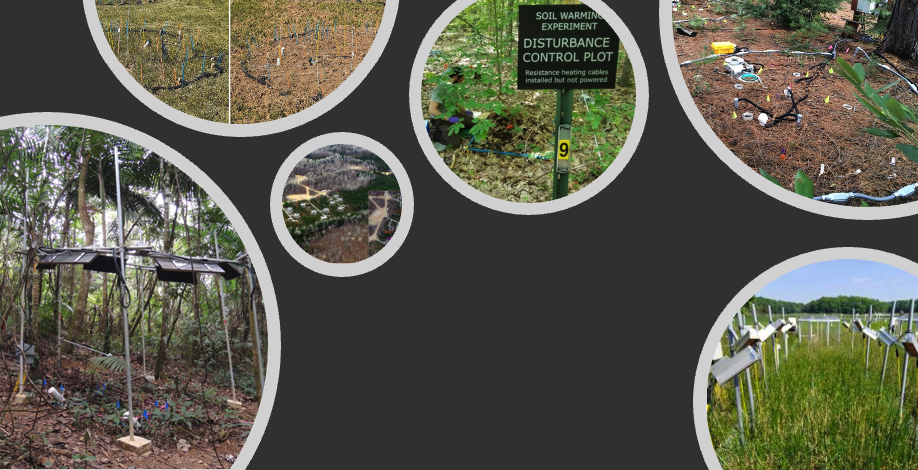 SOIL WARMING
EXPERIMENT
DISTURBANCE
CONTROL PLOT
Resistance heating cables
installed but not powered
9